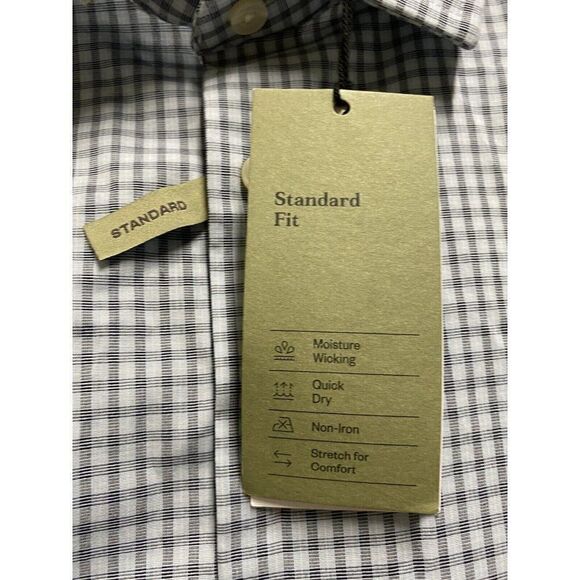 STANDARD
Standard
Fit
Moisture
Wicking
Quick
Dry
Non-Iron
Stretch for
Comfort